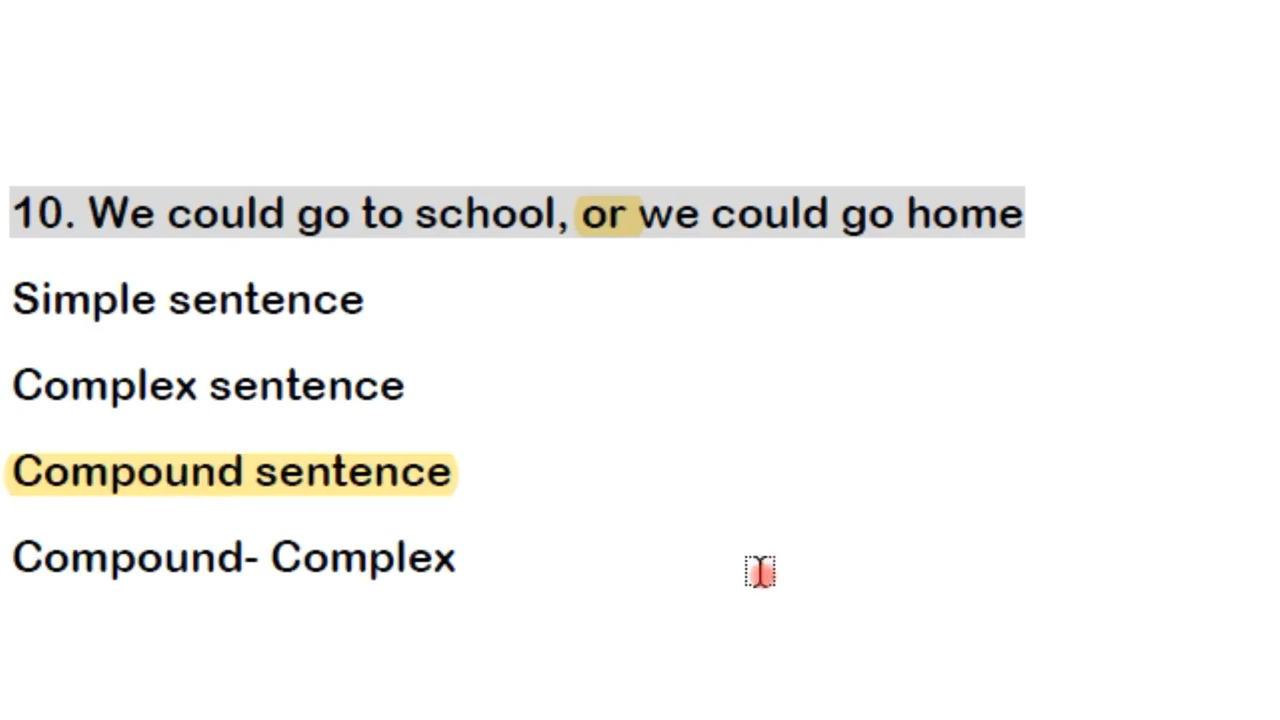 10. We could go to school, or we could go home
Simple sentence
Complex sentence
Compound sentence
Compound- Complex